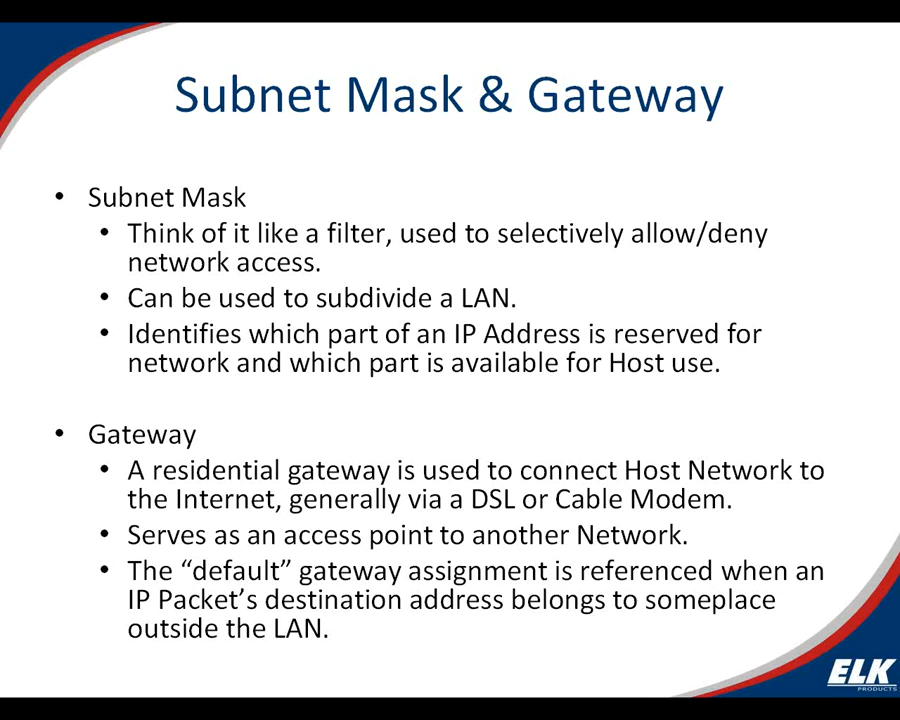 Subnet Mask & Gateway
• Subnet Mask
• Think of it like a filter, used to selectively allow/deny
network access.
• Can be used to subdivide a LAN.
• Identifies which part of an IP Address is reserved for
network and which part is available for Host use.
• Gateway
• A residential gateway is used to connect Host Network to
the Internet, generally via a DSL or Cable Modem.
• Serves as an access point to another Network.
• The “default” gateway assignment is referenced when an
IP Packet’s destination address belongs to someplace
outside the LAN.
ELK
PRODUCTS